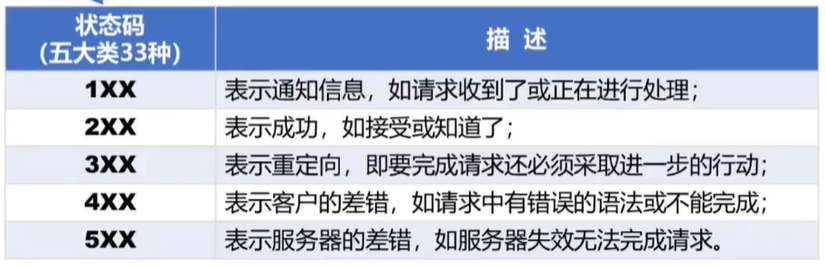 状态码
（五大类33种）
描 述
1XX
表示通知信息，如请求收到了或正在进行处理；
2XX
表示成功，如接受或知道了；
3XX
表示重定向，即要完成请求还必须采取进一步的行动；
4XX
表示客户的差错，如请求中有错误的语法或不能完成；
5XX
表示服务器的差错，如服务器失效无法完成请求。